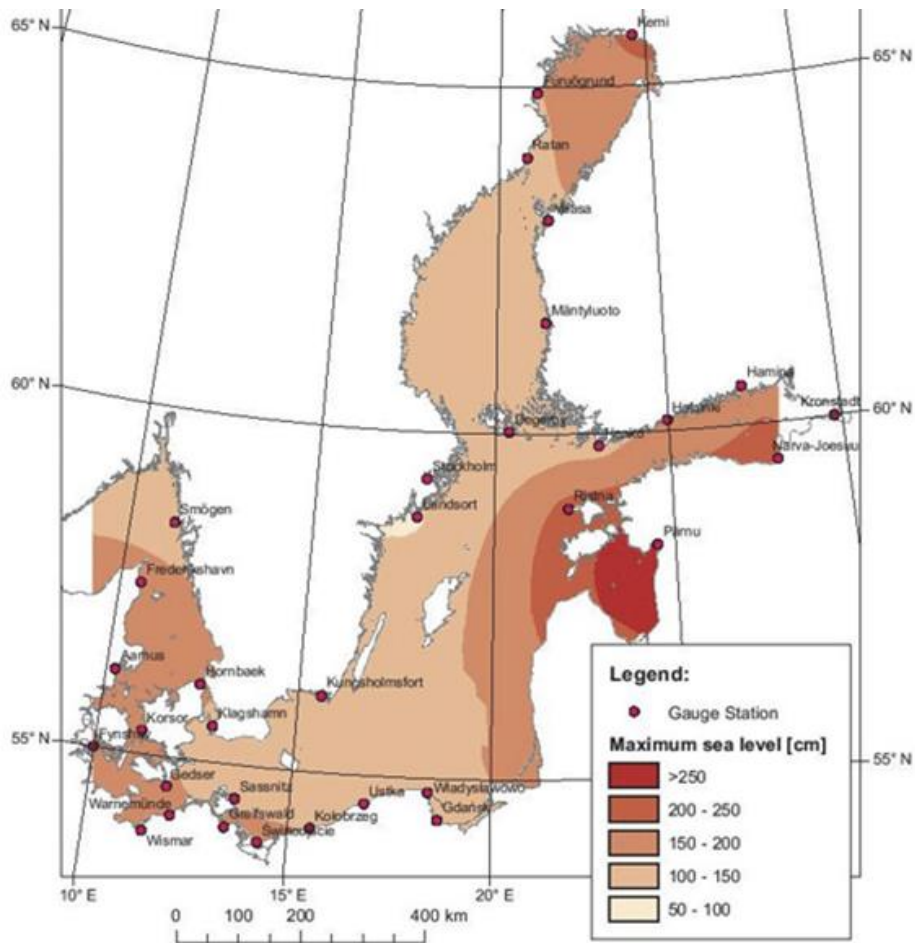 65° N
Kemi
65° N
Furuögrund
Ratan
Vaasa
Mäntyluoto
60° N
Hamina
60° N
Kronstadt
Helsinki
Degerby
Hanko
Narva-Joesuu
Stockholm
Ristna
Landsort
Smögen
Pärnu
Frederikshavn
Aarhus
Hornbaek
Kungsholmsfort
Klagshamn
Korsor
Fynshav
55° N
55° N
Gedser
Sassnitz
Ustka
Władysławowo
Warnemünde
Greifswald
Kolobrzeg
Gdańsk
Świnoujście
Wismar
10° E
15° E
20° E
0 100 200 400 km
Legend:
Gauge Station
Maximum sea level [cm]
>250
200 - 250
150 - 200
100 - 150
50 - 100